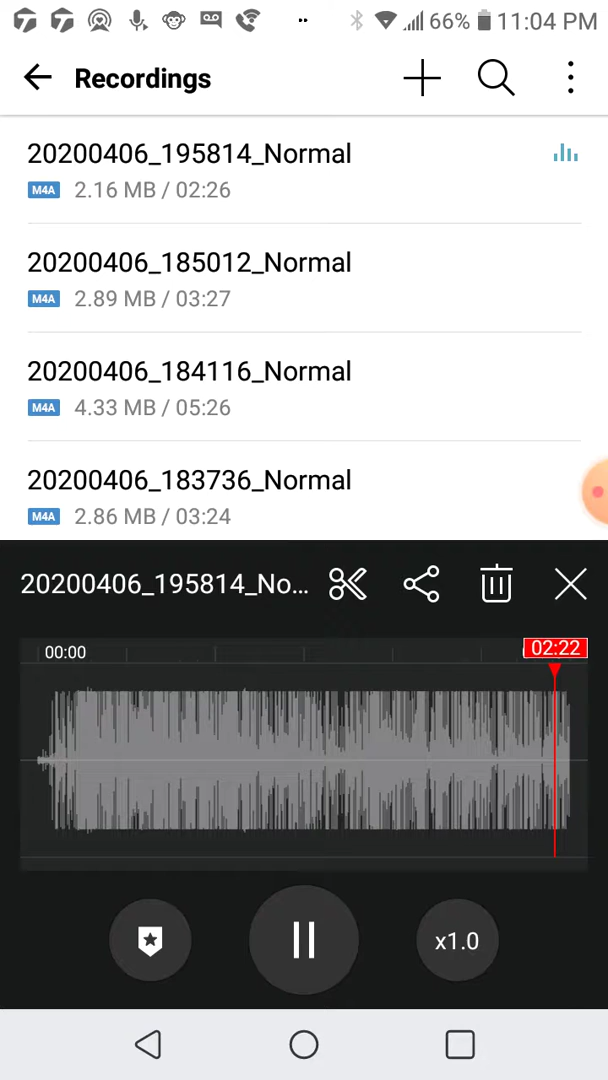 66% 11:04 PM
Recordings
20200406_195814_Normal
M4A 2.16 MB / 02:26
20200406_185012_Normal
M4A 2.89 MB / 03:27
20200406_184116_Normal
M4A 4.33 MB / 05:26
20200406_183736_Normal
M4A 2.86 MB / 03:24
20200406_195814_No...
00:00 02:22
x1.0